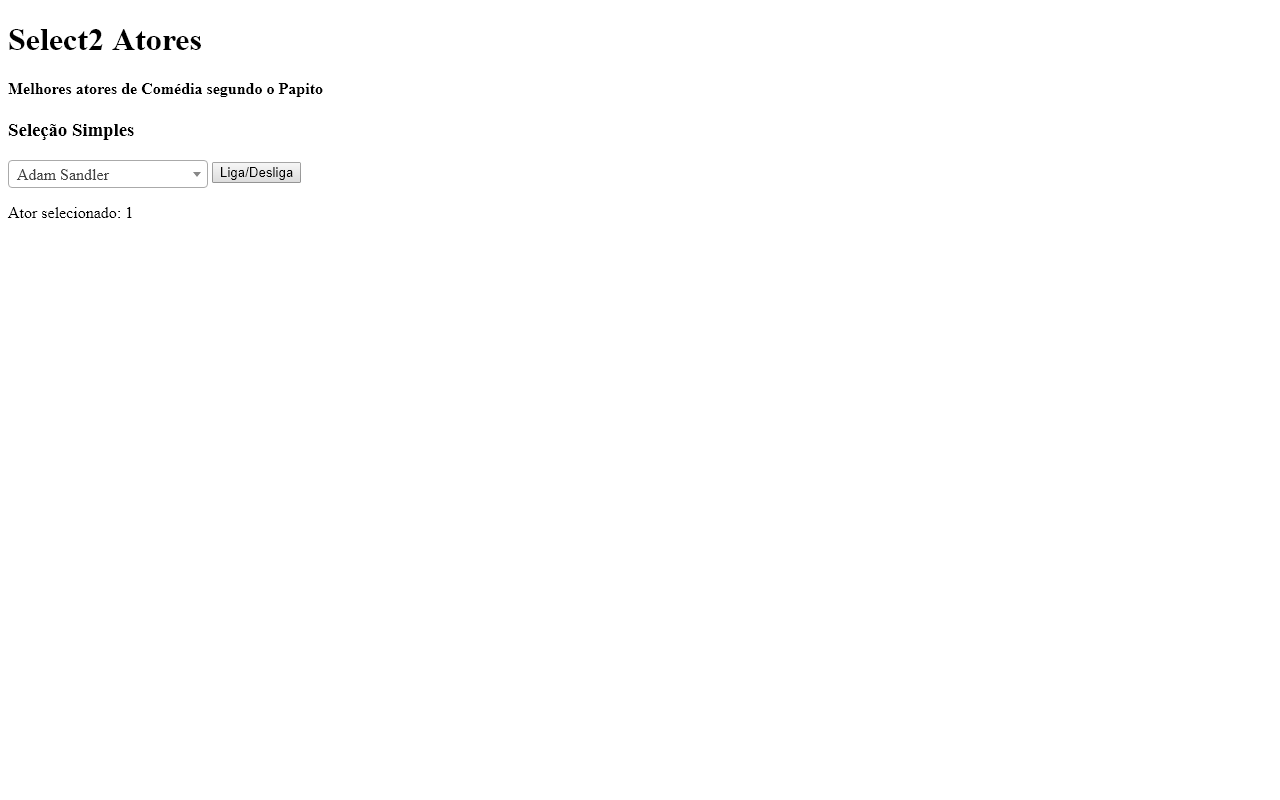 Select2 Atores
Melhores atores de Comédia segundo o Papito
Seleção Simples
Adam Sandler Liga/Desliga
Ator selecionado: 1